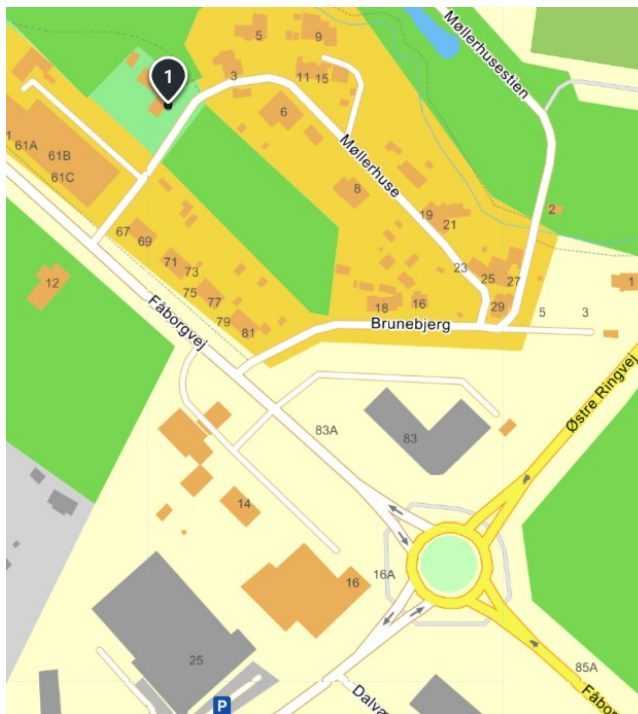 5
9
Møllerhusestien
1
3
11
15
6
Møllerhuse
1
61A
61B
61C
8
2
19
21
67
69
71
73
23
25
27
12
75
77
18
16
29
5
3
1
79
81
Brunebjerg
Fåborgvej
Østre Ringvej
83A
83
14
16
16A
25
85A
P
Dalvæ
Fåbor